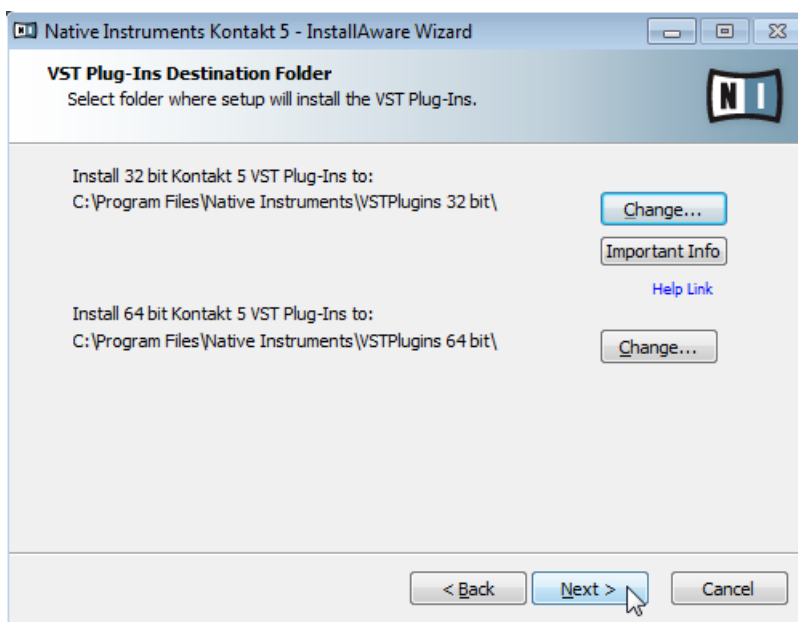 Native Instruments Kontakt 5 - InstallAware Wizard
VST Plug-Ins Destination Folder
Select folder where setup will install the VST Plug-Ins.
N I
Install 32 bit Kontakt 5 VST Plug-Ins to:
C:\Program Files\Native Instruments\VSTPlugins 32 bit\
Change...
Important Info
Help Link
Install 64 bit Kontakt 5 VST Plug-Ins to:
C:\Program Files\Native Instruments\VSTPlugins 64 bit\
Change...
< Back Next > Cancel